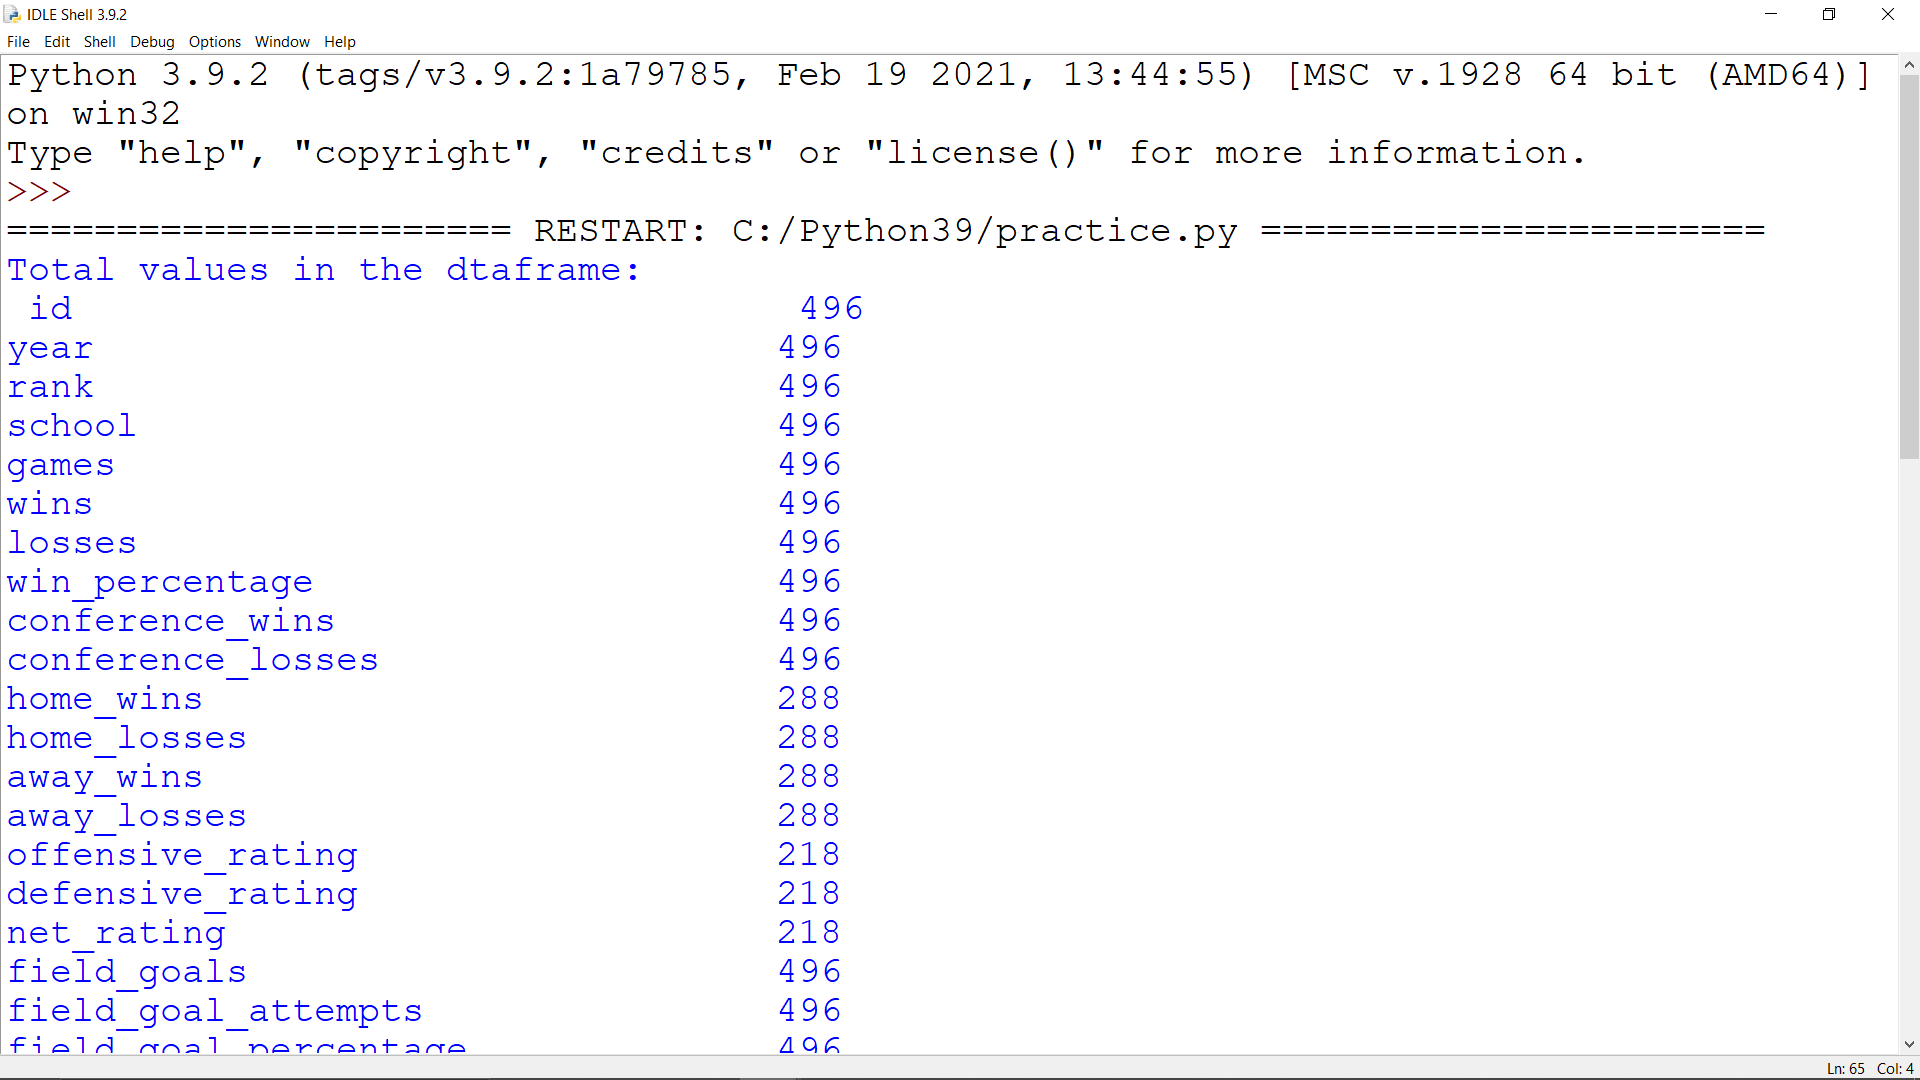 IDLE Shell 3.9.2
File Edit Shell Debug Options Window Help
Python 3.9.2 (tags/v3.9.2:1a79785, Feb 19 2021, 13:44:55) [MSC v.1928 64 bit (AMD64)]
on win32
Type "help", "copyright", "credits" or "license()" for more information.
>>>
======================= RESTART: C:/Python39/practice.py =======================
Total values in the dtaframe:
 id                                 496
year                               496
rank                               496
school                             496
games                              496
wins                               496
losses                             496
win_percentage                     496
conference_wins                    496
conference_losses                  496
home_wins                          288
home_losses                        288
away_wins                          288
away_losses                        288
offensive_rating                   218
defensive_rating                   218
net_rating                         218
field_goals                        496
field_goal_attempts                496
field_goal_percentage              496
Ln: 65 Col: 4